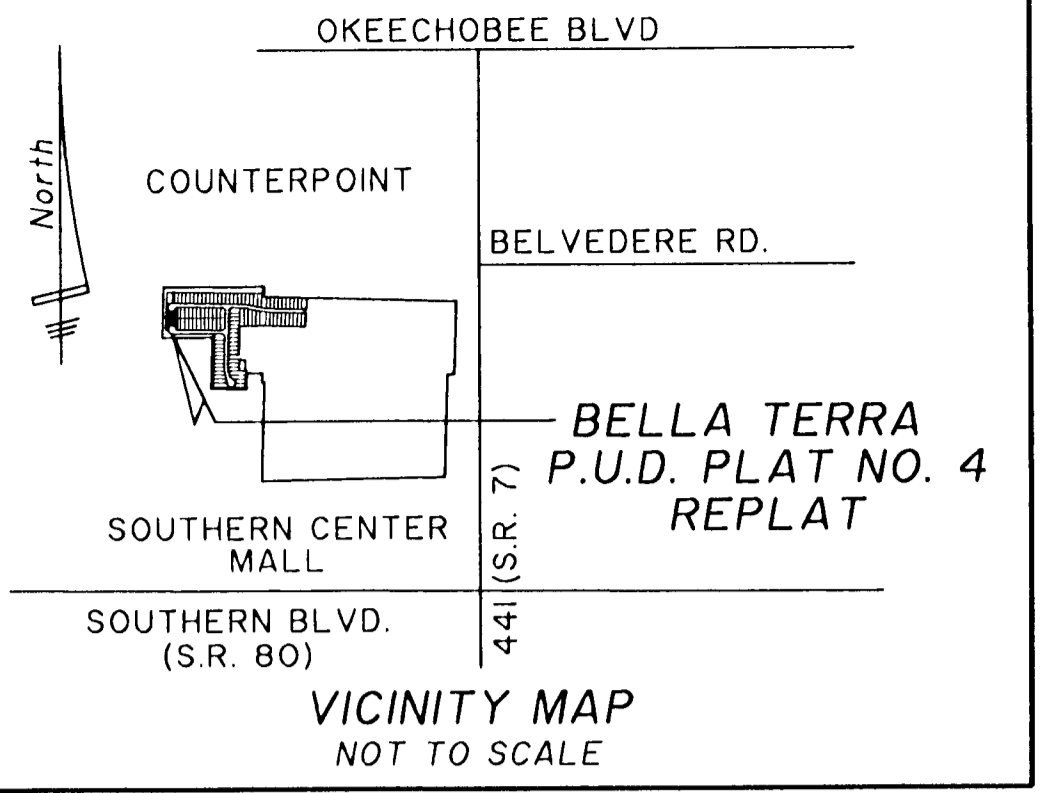 OKEECHOBEE BLVD
North
COUNTERPOINT
BELVEDERE RD.
BELLA TERRA
P.U.D. PLAT NO. 4
REPLAT
SOUTHERN CENTER
MALL
441 (S.R. 7)
SOUTHERN BLVD.
(S.R. 80)
VICINITY MAP
NOT TO SCALE